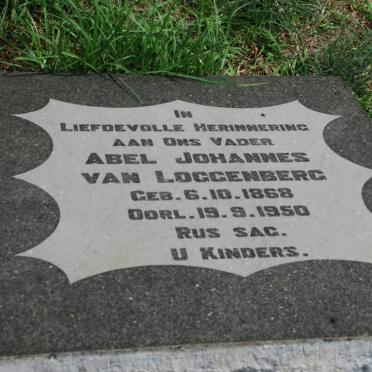 In
Liefdevolle Herinnering
aan Ons Vader
Abel Johannes
van Loggenberg
Geb. 6.10.1868
Oorl. 19.9.1950
Rus sag.
U Kinders.